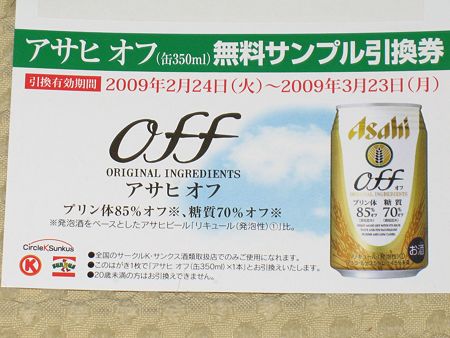 アサヒ オフ(缶350ml)無料サンプル引換券
引換有効期間 2009年2月24日(火)～2009年3月23日(月)
off
ORIGINAL INGREDIENTS
アサヒ オフ
プリン体85%オフ※、糖質70%オフ※
※発泡酒をベースとしたアサヒビール「リキュール(発泡性)①」比。
CircleKSunkus
K
●全国のサークルK・サンクス酒類取扱店でのみご使用になれます。
●このはがき1枚で「アサヒ オフ(缶350ml)×1本」とお引換えいたします。
●20歳未満の方はお引換えできません。
Asahi
off オフ
ORIGINAL INGREDIENTS
プリン体 糖質
85% 70%
お酒